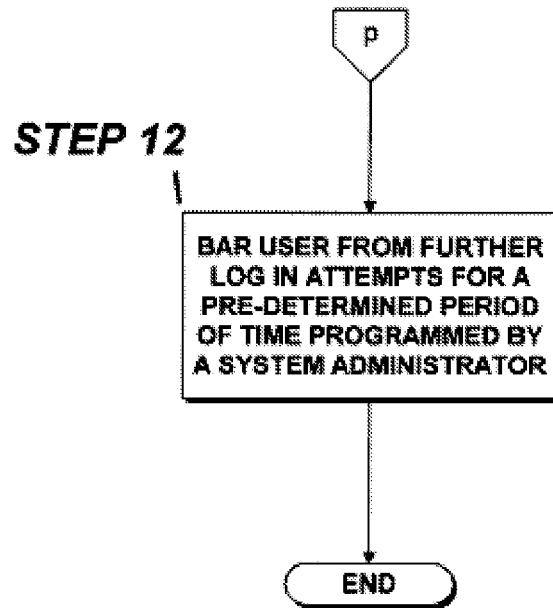 p
STEP 12
BAR USER FROM FURTHER
LOG IN ATTEMPTS FOR A
PRE-DETERMINED PERIOD
OF TIME PROGRAMMED BY
A SYSTEM ADMINISTRATOR
END